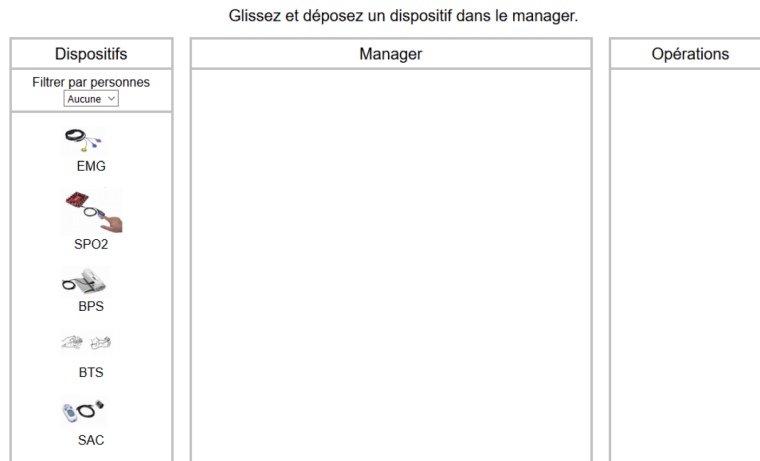 Glissez et déposez un dispositif dans le manager.
Dispositifs
Manager
Opérations
Filtrer par personnes
Aucune
EMG
SPO2
BPS
BTS
SAC